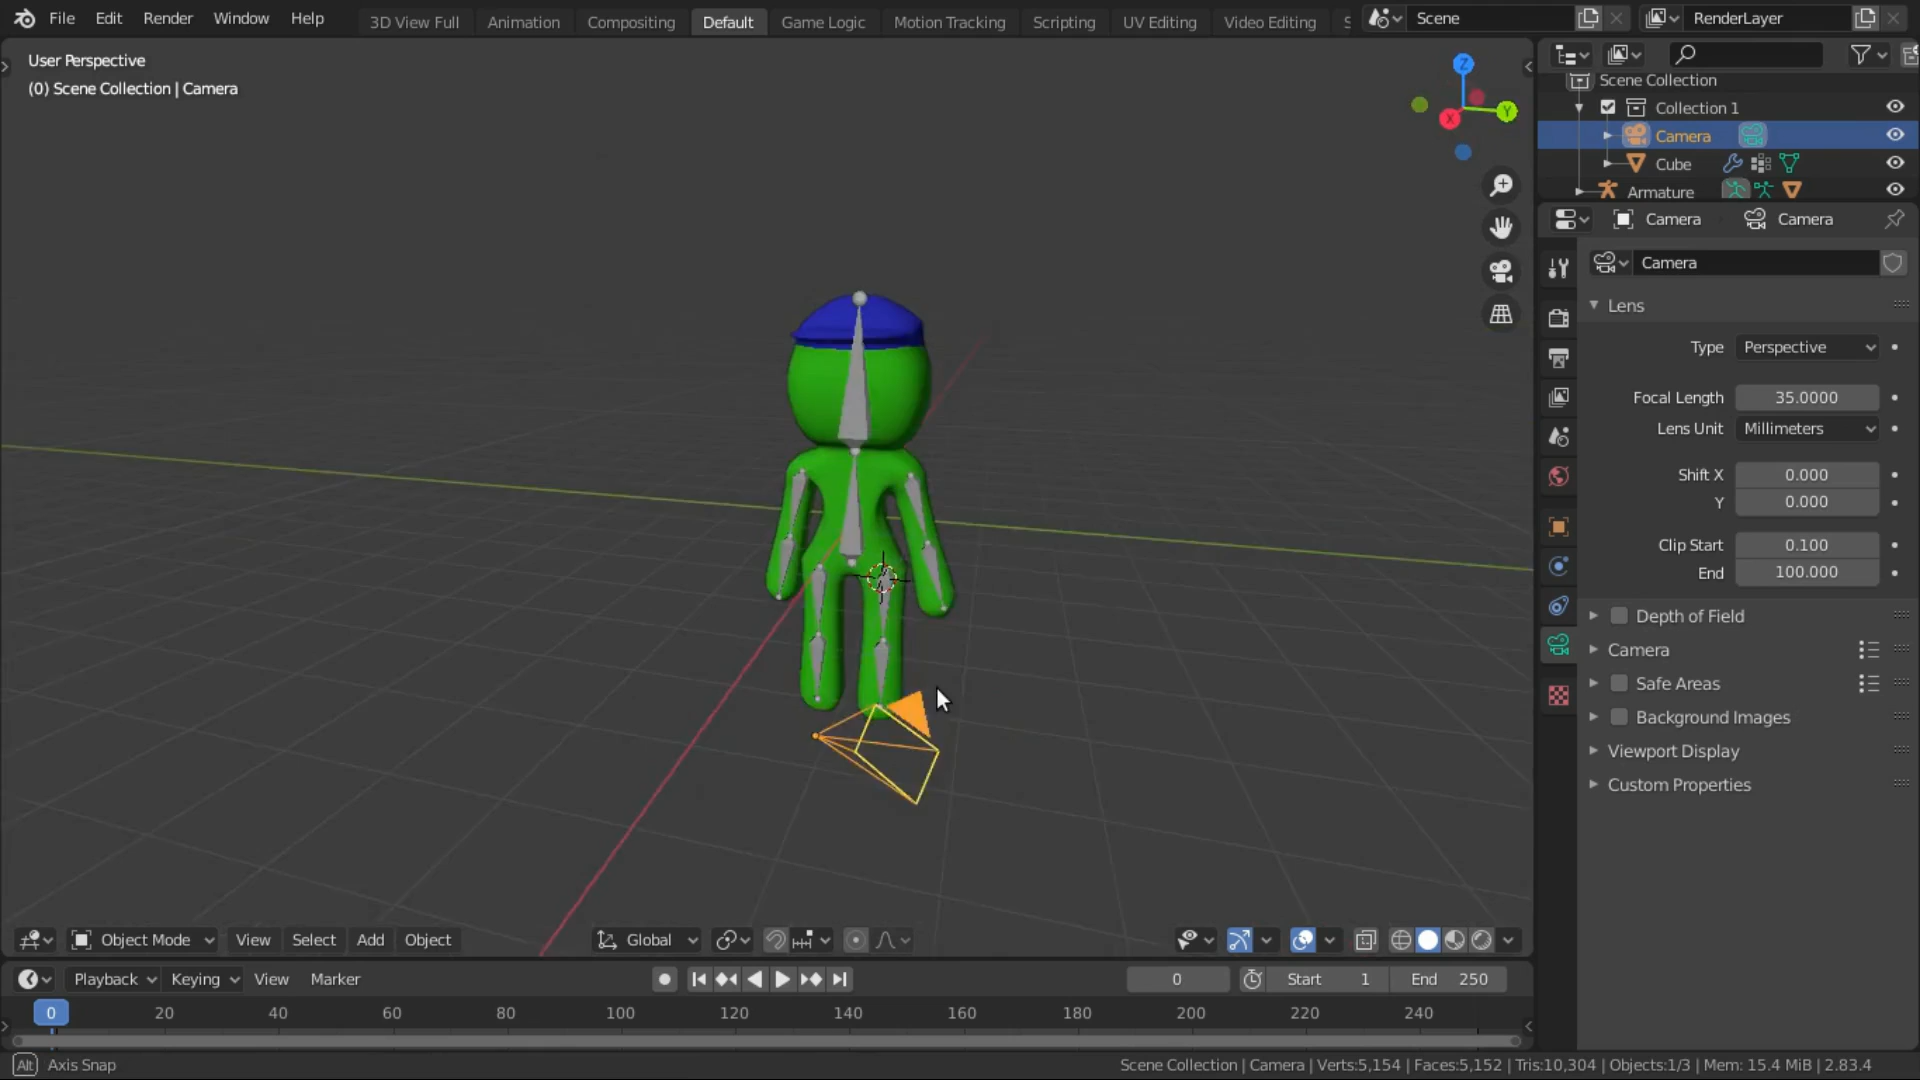 File Edit Render Window Help 3D View Full Animation Compositing Default Game Logic Motion Tracking Scripting UV Editing Video Editing S Scene RenderLayer
User Perspective
(0) Scene Collection | Camera
Z
Y
X
Scene Collection
Collection 1
Camera
Cube
Armature
Camera Camera
Camera
Lens
Type Perspective
Focal Length 35.0000
Lens Unit Millimeters
Shift X 0.000
Y 0.000
Clip Start 0.100
End 100.000
Depth of Field
Camera
Safe Areas
Background Images
Viewport Display
Custom Properties
Object Mode View Select Add Object Global
Playback Keying View Marker 0 Start 1 End 250
0 20 40 60 80 100 120 140 160 180 200 220 240
Alt Axis Snap Scene Collection | Camera | Verts:5,154 | Faces:5,152 | Tris:10,304 | Objects:1/3 | Mem: 15.4 MiB | 2.83.4